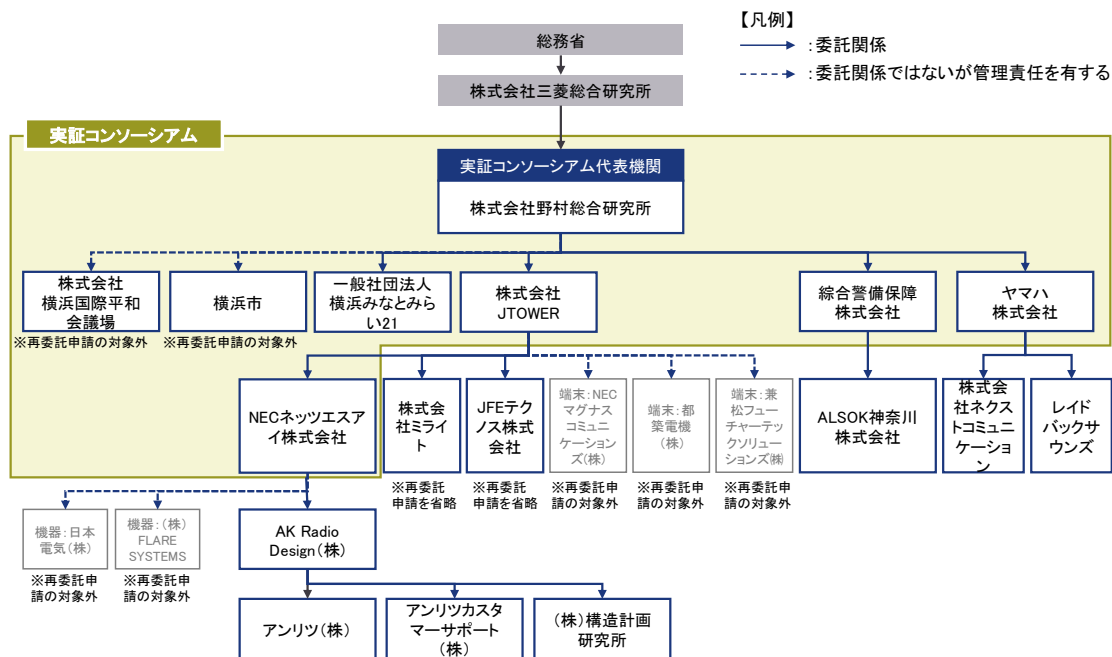 【凡例】
：委託関係
：委託関係ではないが管理責任を有する
総務省
株式会社三菱総合研究所
実証コンソーシアム
実証コンソーシアム代表機関
株式会社野村総合研究所
株式会社
横浜国際平和
会議場
※再委託申請の対象外
横浜市
※再委託申請の対象外
一般社団法人
横浜みなとみら
い21
株式会社
JTOWER
綜合警備保障
株式会社
ヤマハ
株式会社
NECネッツエスア
イ株式会社
株式会
社ミライト
※再委託
申請を省略
JFEテク
ノス株式
会社
※再委託
申請を省略
端末：NEC
マグナス
コミュニ
ケーション
ズ(株)
※再委託申
請の対象外
端末：都
築電機
(株)
※再委託申
請の対象外
端末：兼
松フュー
チャーテッ
クソリュー
ションズ㈱
※再委託申
請の対象外
ALSOK神奈川
株式会社
株式会
社ネクス
トコミュニ
ケーショ
ン
レイド
バックサ
ウンズ
機器：日本
電気(株)
※再委託申
請の対象外
機器：(株)
FLARE
SYSTEMS
※再委託申
請の対象外
AK Radio
Design(株)
アンリツ(株)
アンリツカスタ
マーサポート
(株)
(株)構造計画
研究所